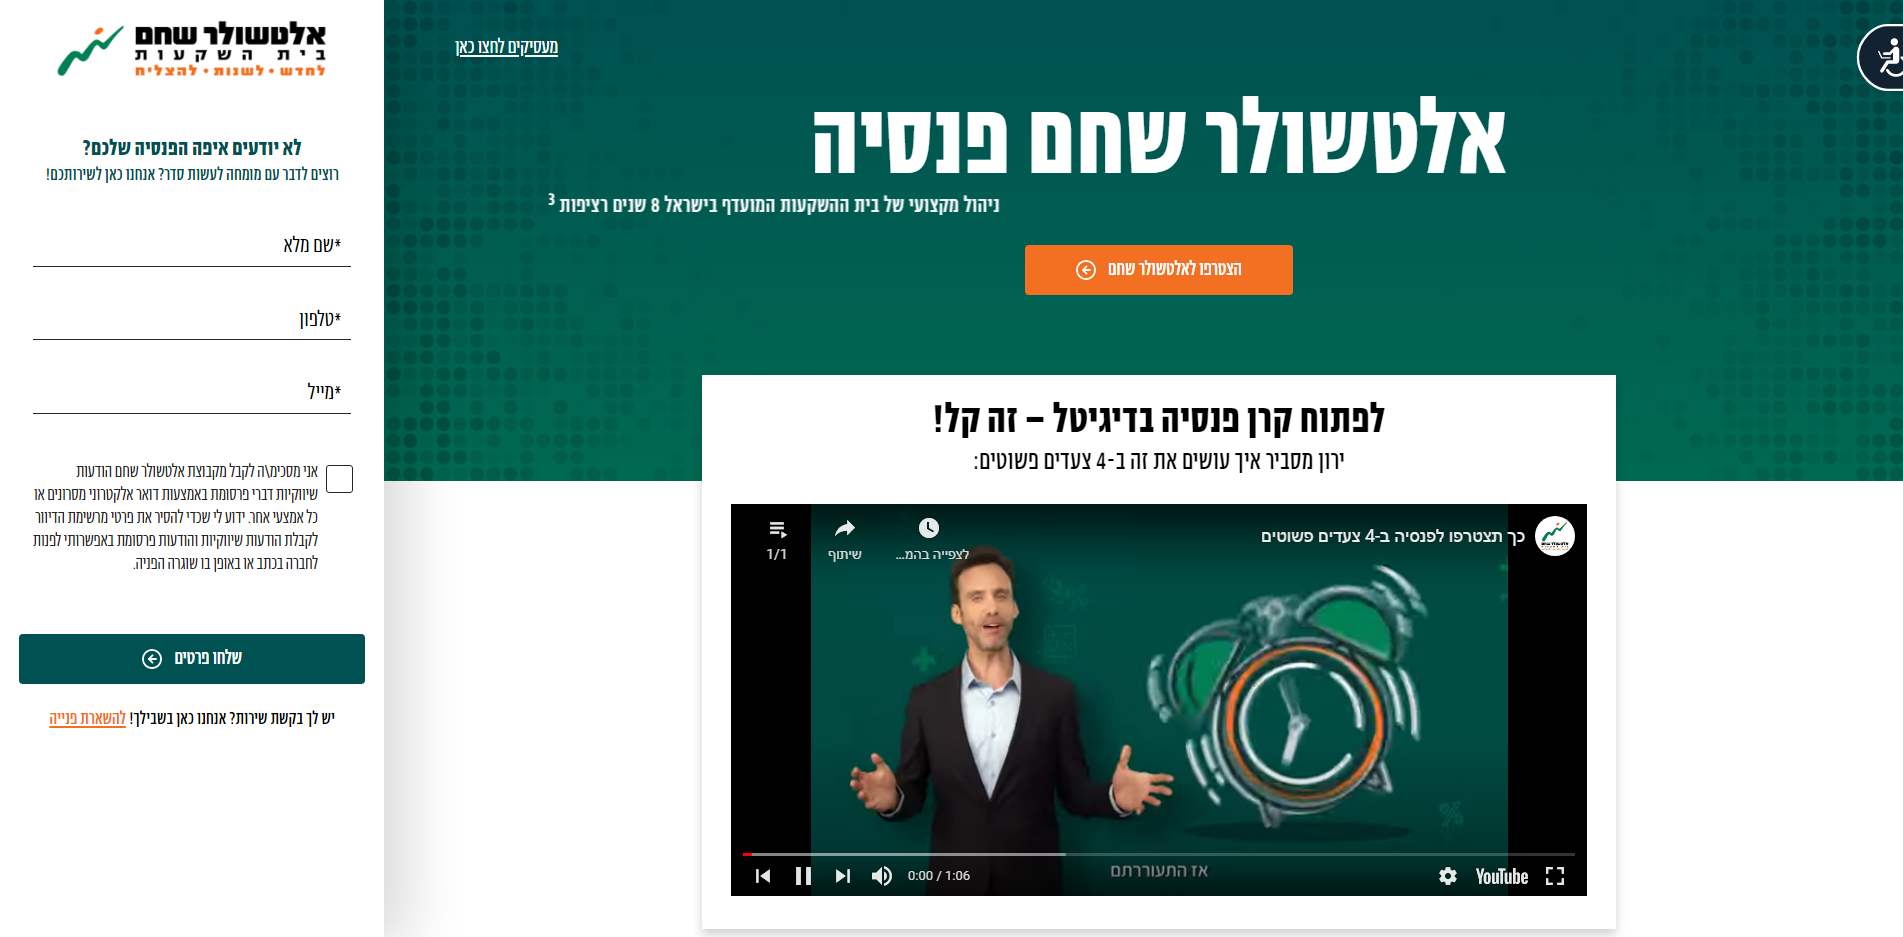 מעסיקים לחצו כאן
אלטשולר שחם פנסיה
ניהול מקצועי של בית ההשקעות המועדף בישראל 8 שנים רציפות 3
הצטרפו לאלטשולר שחם
לפתוח קרן פנסיה בדיגיטל – זה קל!
ירון מסביר איך עושים את זה ב-4 צעדים פשוטים:
כך תצטרפו לפנסיה ב-4 צעדים פשוטים
לצפייה בהמ...
שיתוף
1/1
אז התעוררתם
0:00 / 1:06
YouTube
אלטשולר שחם
בית השקעות
לחדש • לשנות • להצליח
לא יודעים איפה הפנסיה שלכם?
רוצים לדבר עם מומחה לעשות סדר? אנחנו כאן לשירותכם!
*שם מלא
*טלפון
*מייל
אני מסכימ\ה לקבל מקבוצת אלטשולר שחם הודעות
שיווקיות דברי פרסומת באמצעות דואר אלקטרוני מסרונים או
כל אמצעי אחר. ידוע לי שכדי להסיר את פרטי מרשימת הדיוור
לקבלת הודעות שיווקיות והודעות פרסומת באפשרותי לפנות
לחברה בכתב או באופן בו שוגרה הפניה.
שלחו פרטים
יש לך בקשת שירות? אנחנו כאן בשבילך! להשארת פנייה